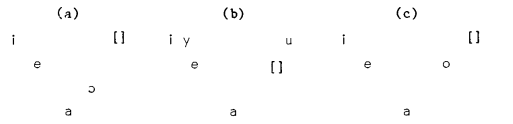 (a) (b) (c)
i [] i y u i []
e e [] e o
ɔ
a a a